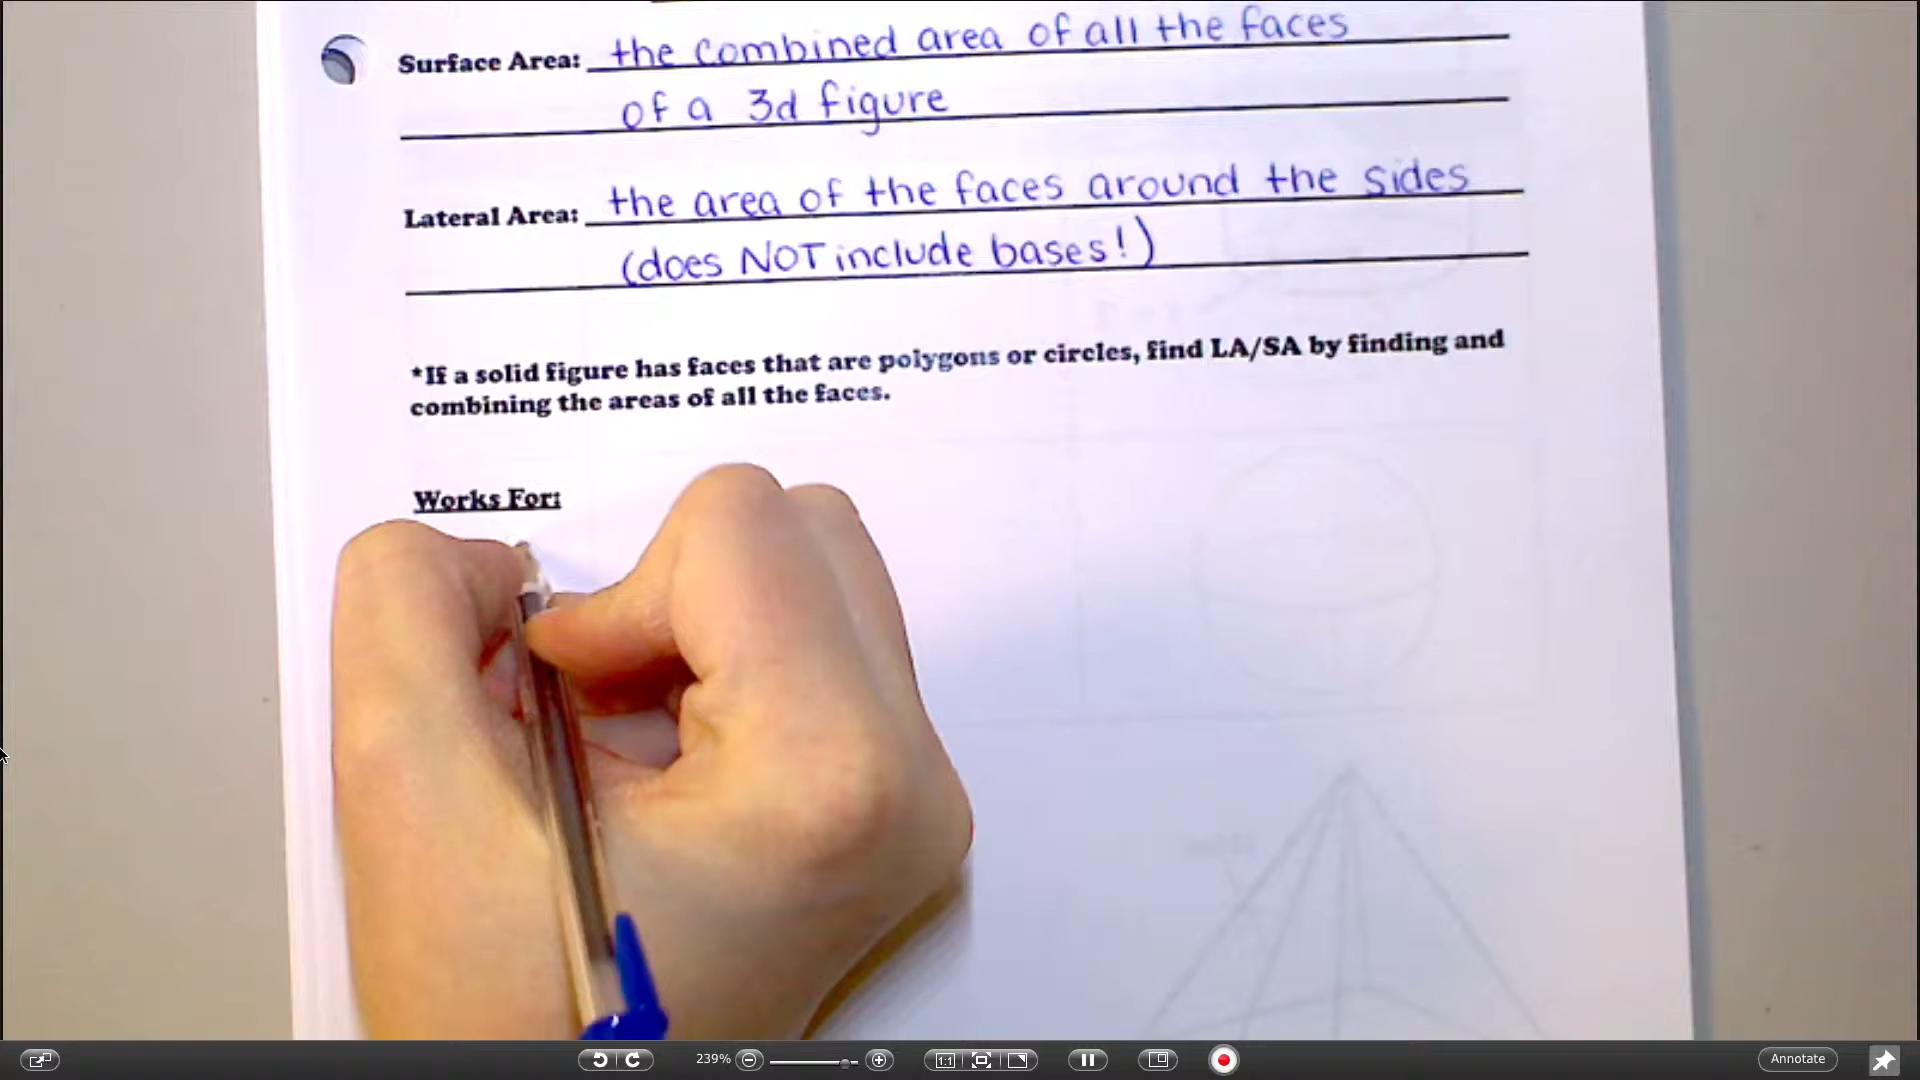 Surface Area: the combined area of all the faces
of a 3d figure
Lateral Area: the area of the faces around the sides
(does NOT include bases!)
*If a solid figure has faces that are polygons or circles, find LA/SA by finding and
combining the areas of all the faces.
Works For:
239%
1:1
Annotate